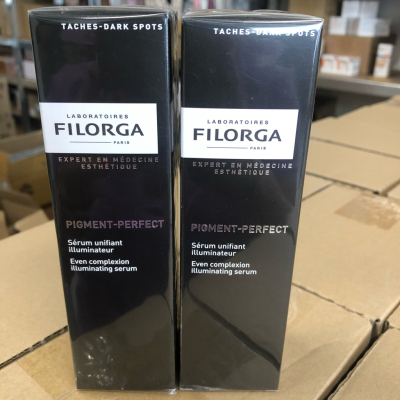 TACHES-DARK SPOTS
LABORATOIRES
FILORGA
PARIS
EXPERT EN MÉDECINE
ESTHÉTIQUE
PIGMENT-PERFECT
Sérum unifiant
illuminateur
Even complexion
illuminating serum
TACHES-DARK SPOTS
LABORATOIRES
FILORGA
PARIS
EXPERT EN MÉDECINE
ESTHÉTIQUE
PIGMENT-PERFECT
Sérum unifiant
illuminateur
Even complexion
illuminating serum